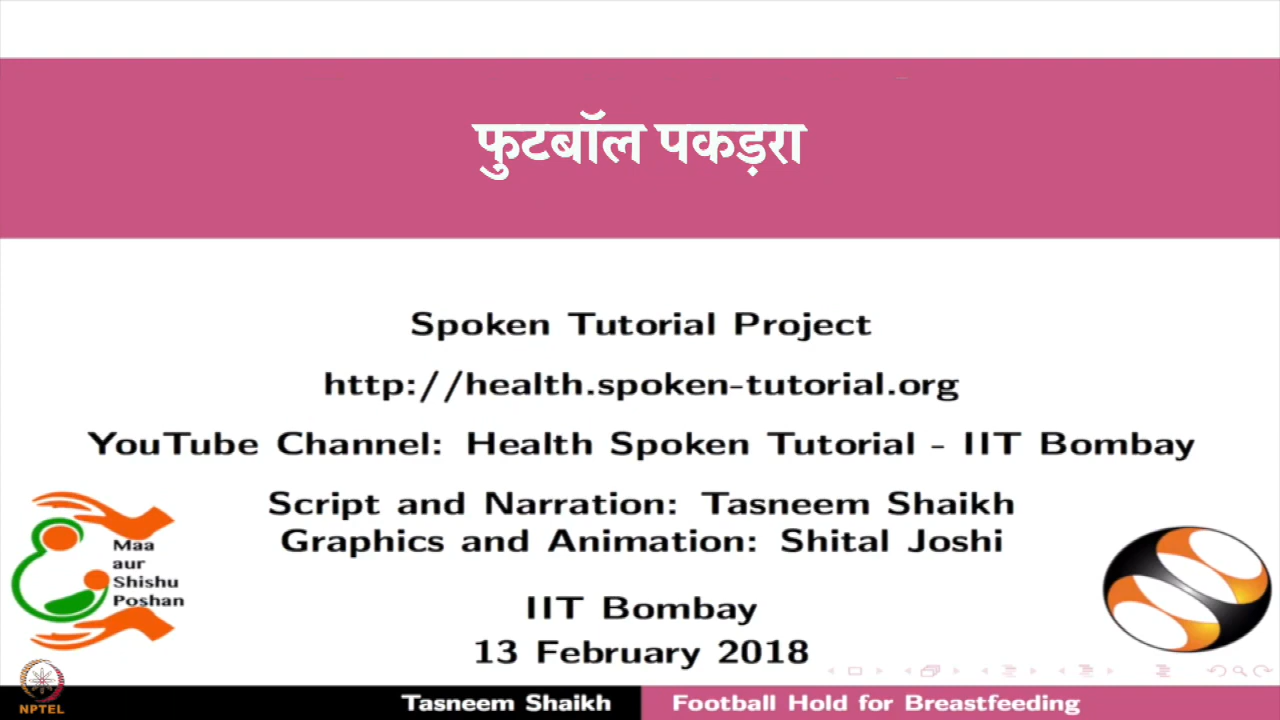 फुटबॉल पकड़रा
Spoken Tutorial Project
http://health.spoken-tutorial.org
YouTube Channel: Health Spoken Tutorial - IIT Bombay
Script and Narration: Tasneem Shaikh
Graphics and Animation: Shital Joshi
IIT Bombay
13 February 2018
Maa
aur
Shishu
Poshan
NPTEL
Tasneem Shaikh
Football Hold for Breastfeeding